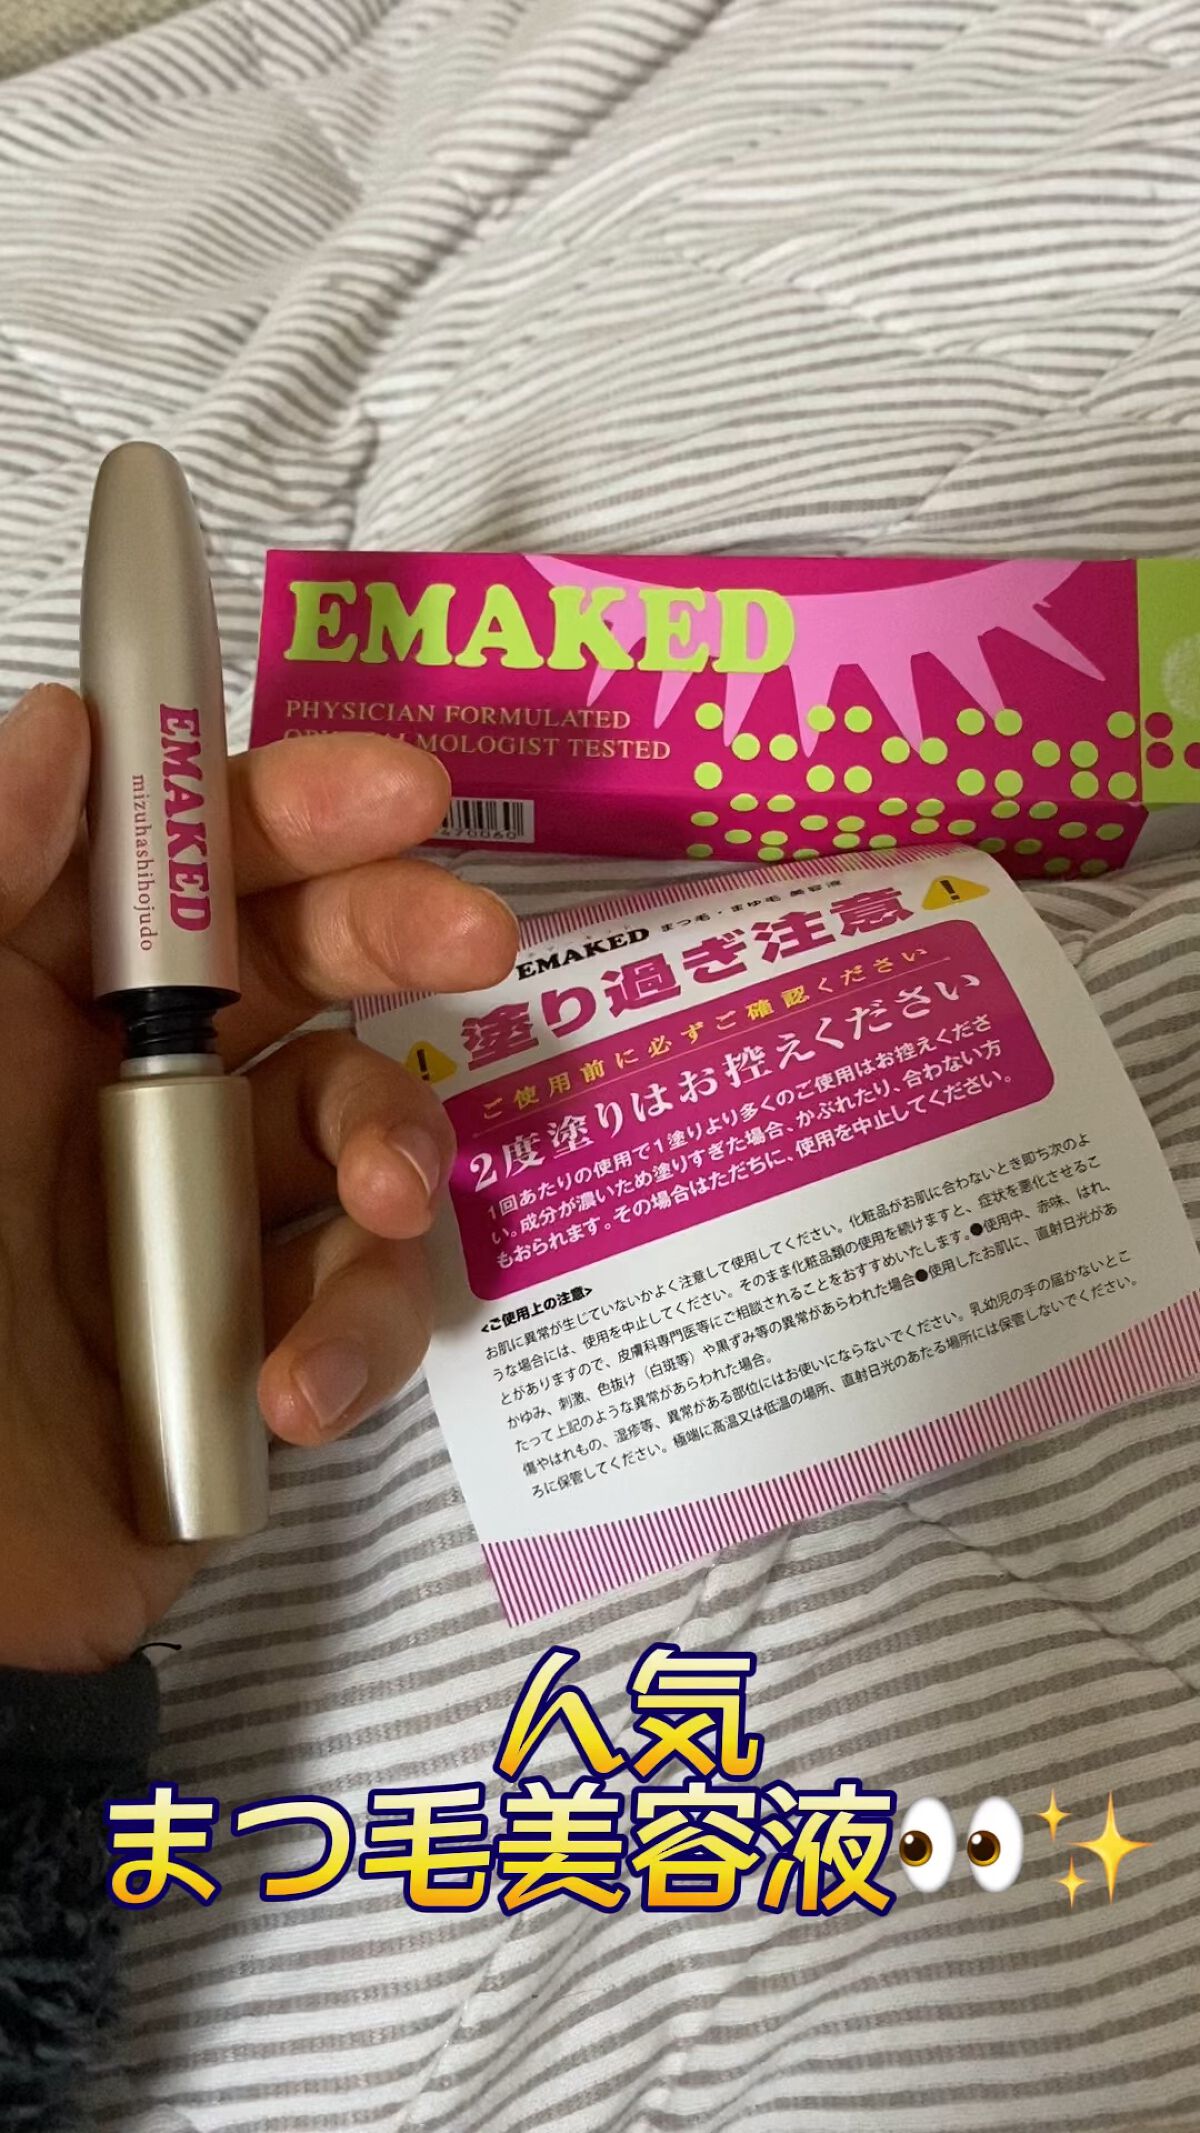 EMAKED
PHYSICIAN FORMULATED
MOLOGIST TESTED
470060
EMAKED
mizuhashihojudo
EMAKED まつ毛・まゆ毛 美容液
塗り過ぎ注意
ご使用前に必ずご確認ください
2度塗りはお控えください
1回あたりの使用で1塗りより多くのご使用はお控えくださ
い。成分が濃いため塗りすぎた場合、かぶれたり、合わない方
もおられます。その場合はただちに、使用を中止してください。
<ご使用上の注意>
お肌に異常が生じていないかよく注意して使用してください。化粧品がお肌に合わないとき即ち次のよ
うな場合には、使用を中止してください。そのまま化粧品類の使用を続けますと、症状を悪化させるこ
とがありますので、皮膚科専門医等にご相談されることをおすすめいたします。●使用中、赤味、はれ、
かゆみ、刺激、色抜け（白斑等）や黒ずみ等の異常があらわれた場合●使用したお肌に、直射日光があ
たって上記のような異常があらわれた場合。
傷やはれもの、湿疹等、異常がある部位にはお使いにならないでください。乳幼児の手の届かないとこ
ろに保管してください。極端に高温又は低温の場所、直射日光のあたる場所には保管しないでください。
ん気
まつ毛美容液👀✨